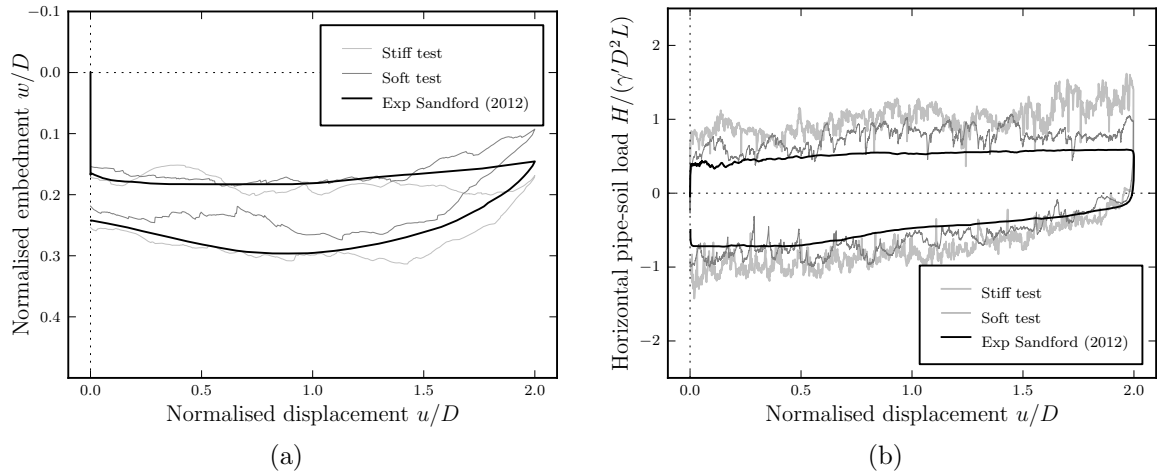 −0.1
0.0
0.1
0.2
0.3
0.4
Normalised embedment w/D
Stiff test
Soft test
Exp Sandford (2012)
0.0 0.5 1.0 1.5 2.0
Normalised displacement u/D
(a)
2
1
0
−1
−2
Horizontal pipe-soil load H/(γ′D²L)
Stiff test
Soft test
Exp Sandford (2012)
0.0 0.5 1.0 1.5 2.0
Normalised displacement u/D
(b)